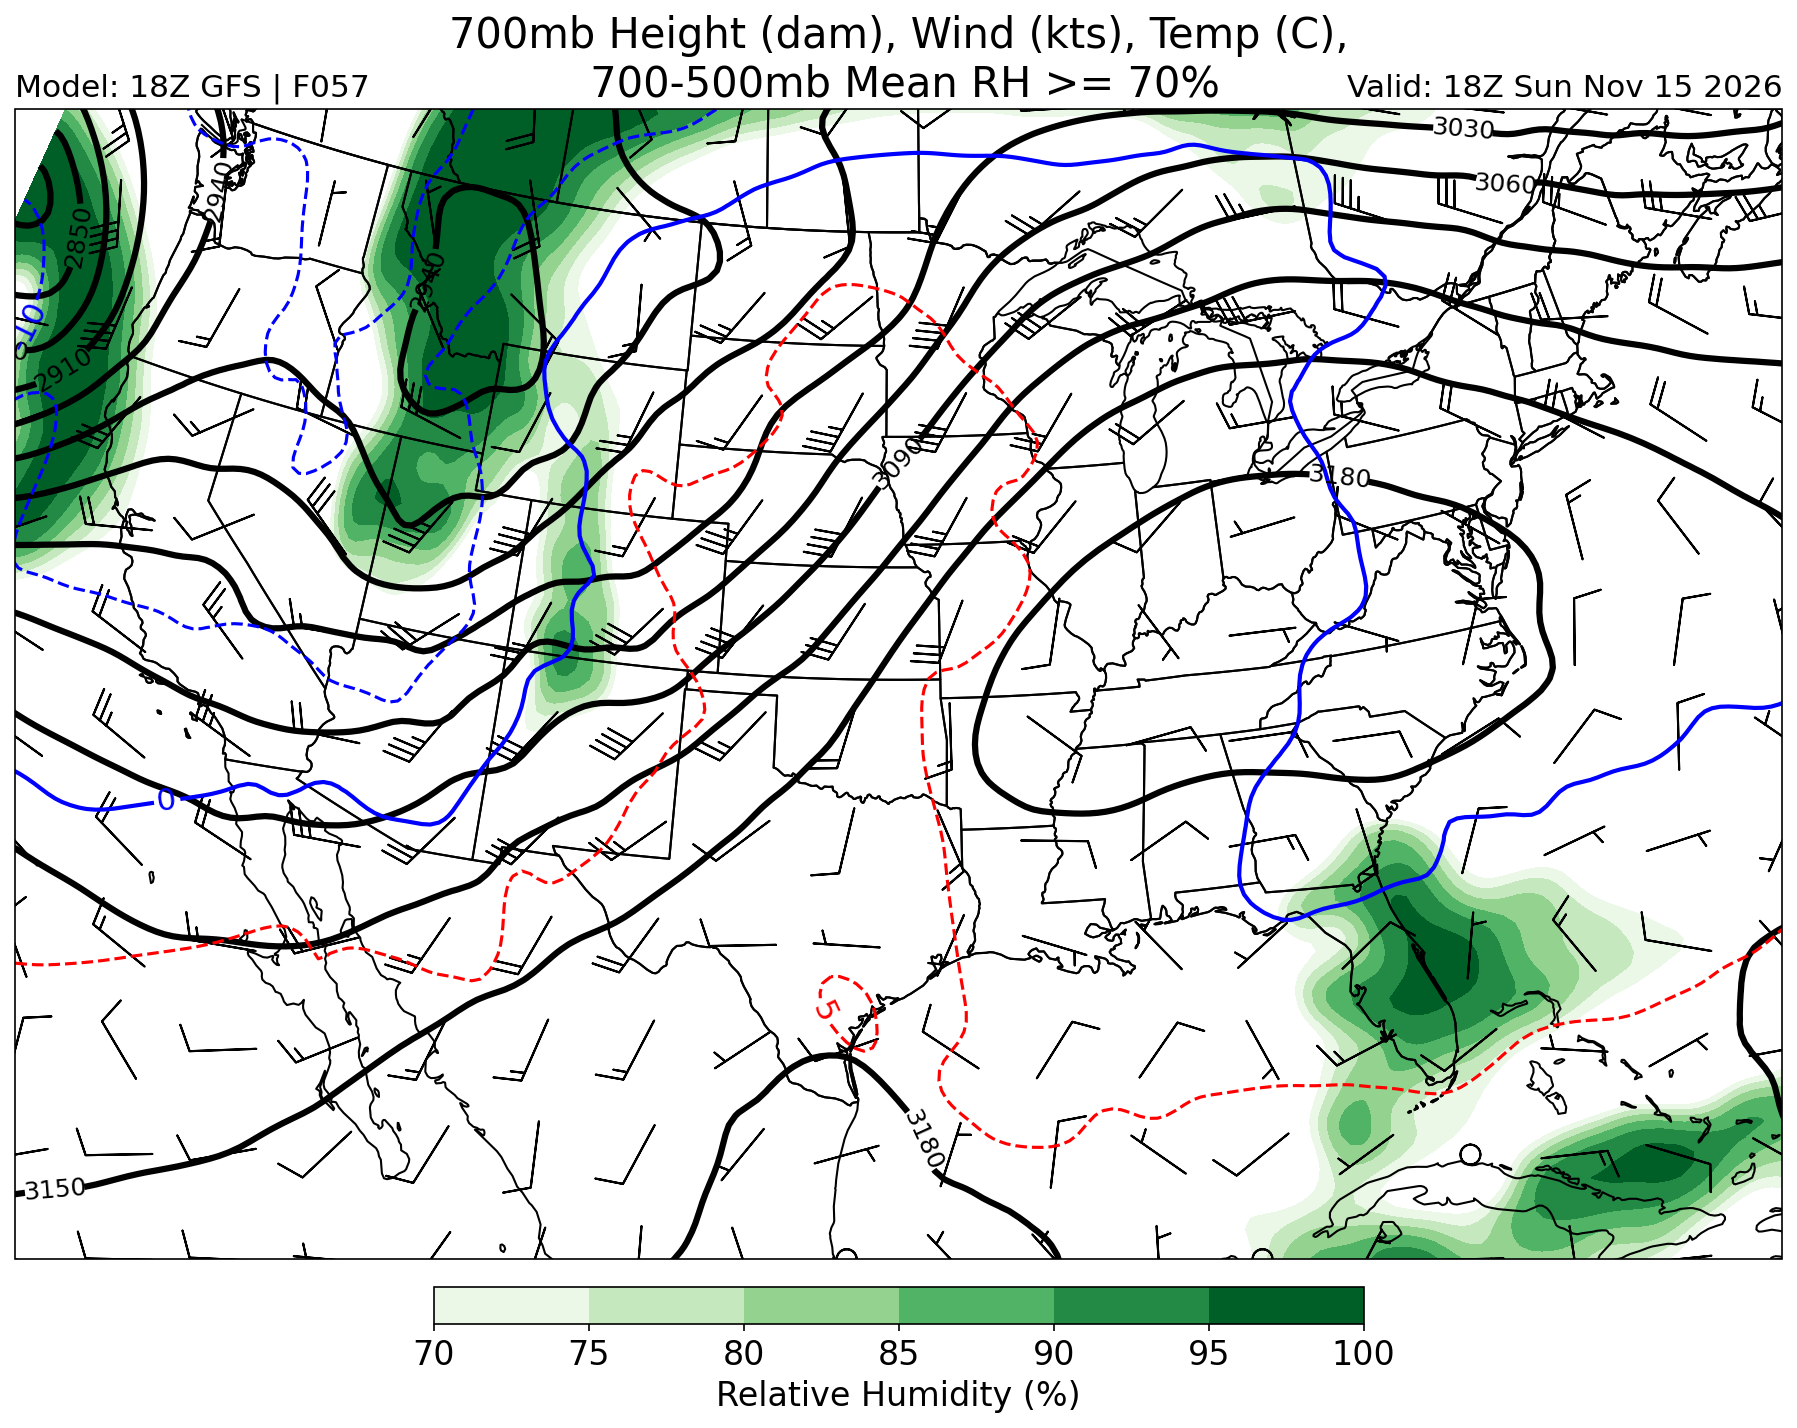 700mb Height (dam), Wind (kts), Temp (C),
Model: 18Z GFS | F057
700-500mb Mean RH >= 70%
Valid: 18Z Sun Nov 15 2026
3030
2940
3060
2850
2940
2910
3090
3180
0
5
3180
3150
70 75 80 85 90 95 100
Relative Humidity (%)